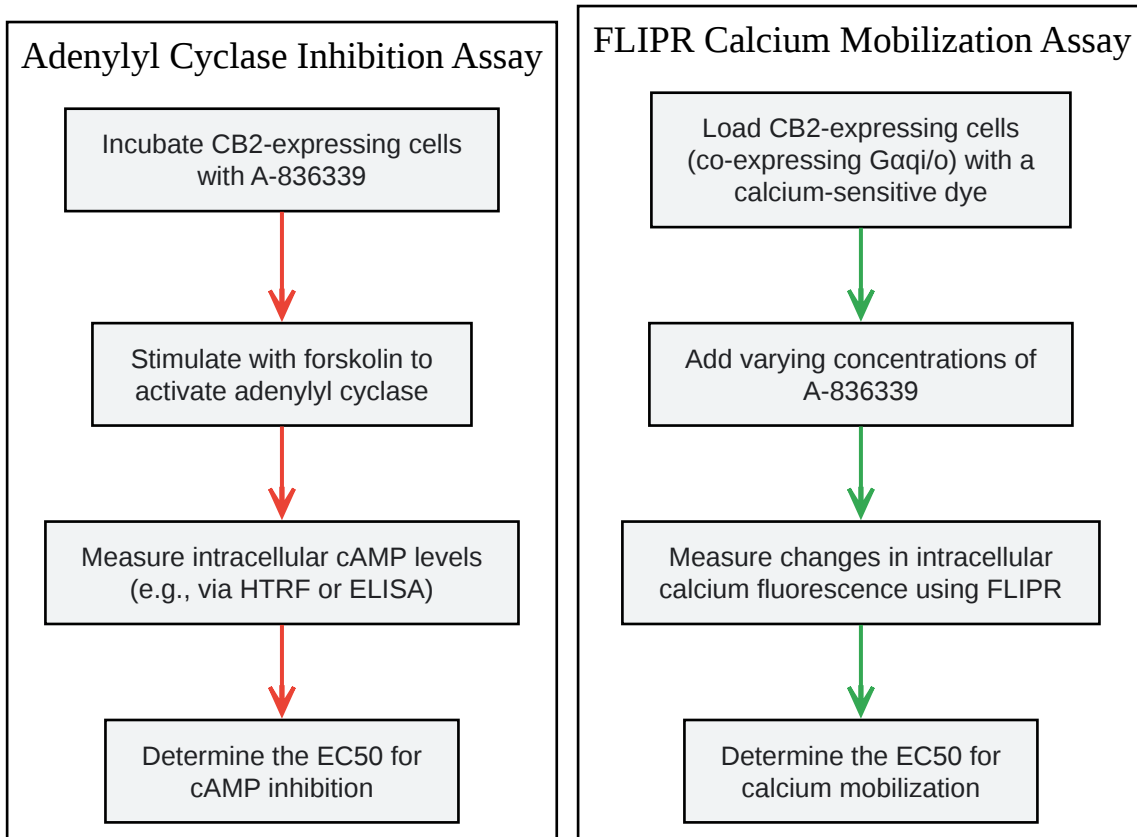 Adenylyl Cyclase Inhibition Assay
Incubate CB2-expressing cells
with A-836339
Stimulate with forskolin to
activate adenylyl cyclase
Measure intracellular cAMP levels
(e.g., via HTRF or ELISA)
Determine the EC50 for
cAMP inhibition
FLIPR Calcium Mobilization Assay
Load CB2-expressing cells
(co-expressing Gαqi/o) with a
calcium-sensitive dye
Add varying concentrations of
A-836339
Measure changes in intracellular
calcium fluorescence using FLIPR
Determine the EC50 for
calcium mobilization